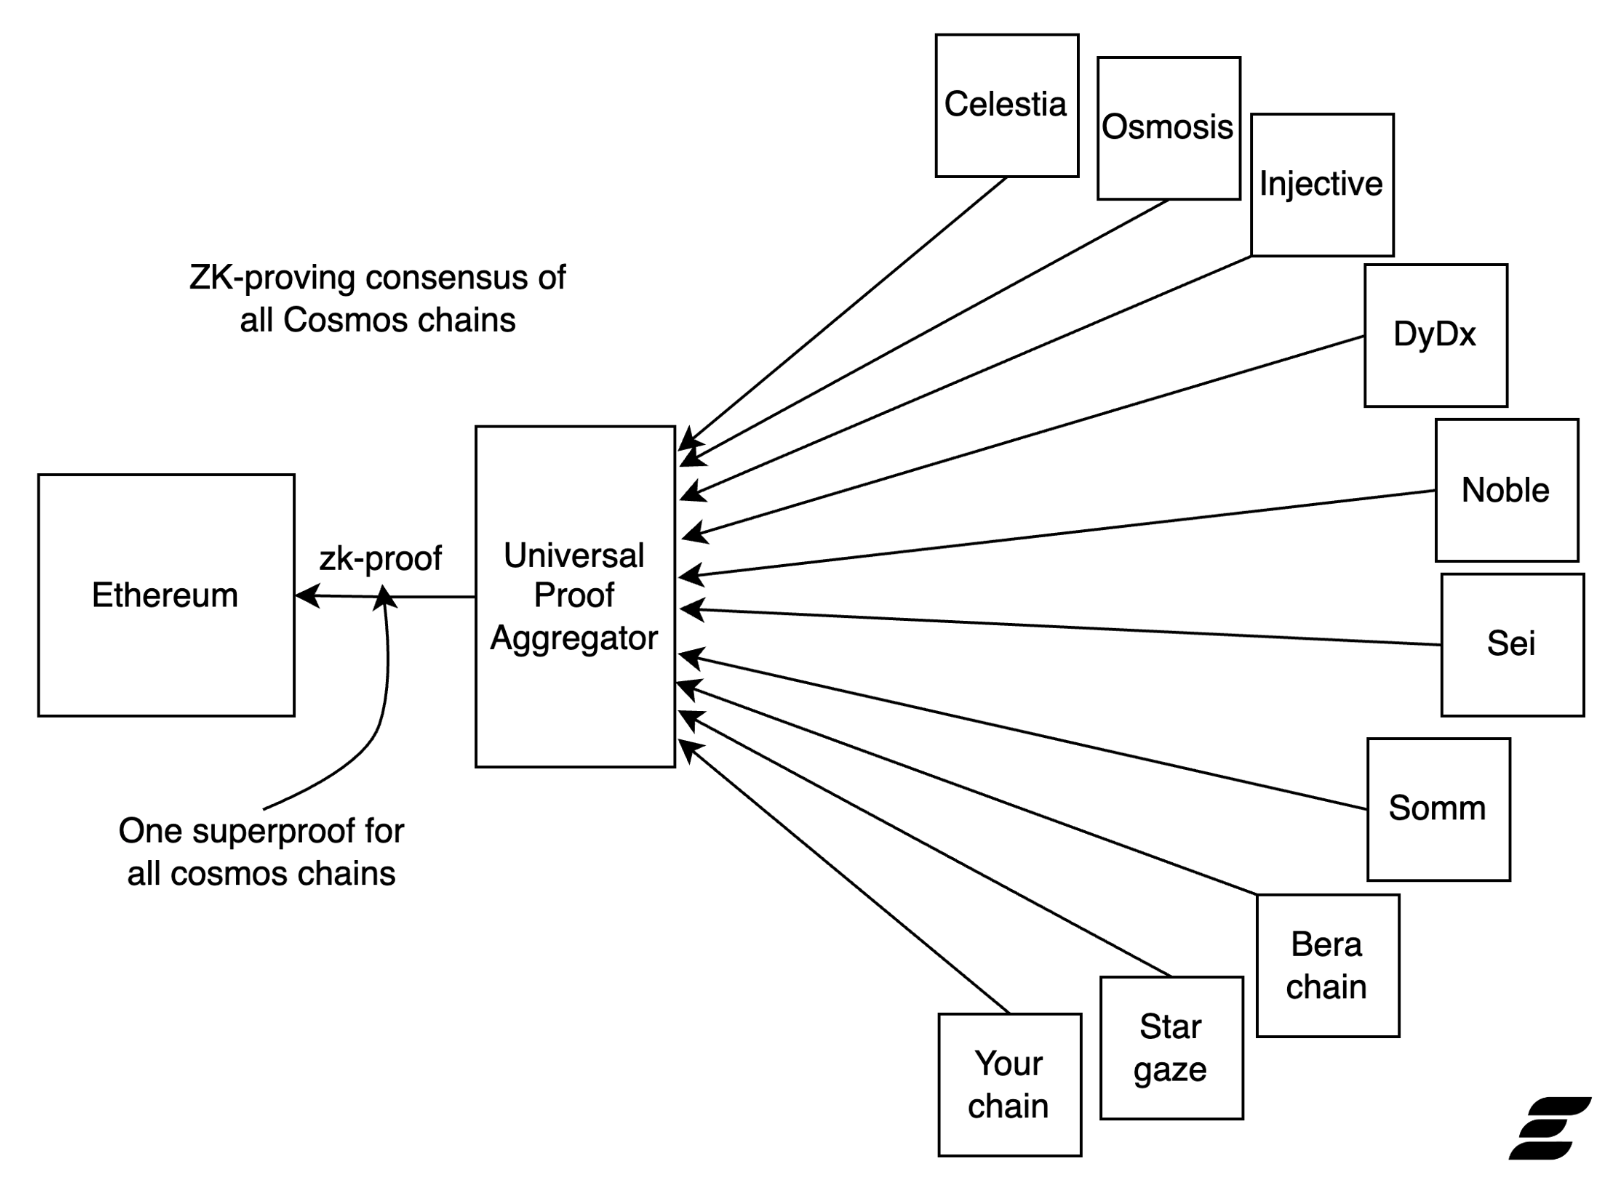 Celestia
Osmosis
Injective
DyDx
Noble
Sei
Somm
Bera
chain
Star
gaze
Your
chain
ZK-proving consensus of
all Cosmos chains
Universal
Proof
Aggregator
zk-proof
Ethereum
One superproof for
all cosmos chains